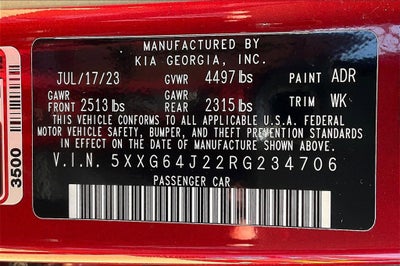 MANUFACTURED BY
KIA GEORGIA, INC.
JUL/17/23 GVWR 4497 lbs PAINT ADR
GAWR FRONT 2513 lbs GAWR REAR 2315 lbs TRIM WK
THIS VEHICLE CONFORMS TO ALL APPLICABLE U.S.A. FEDERAL
MOTOR VEHICLE SAFETY, BUMPER, AND THEFT PREVENTION STANDARDS
IN EFFECT ON THE DATE OF MANUFACTURE SHOWN ABOVE.
V.I.N. 5XXG64J22RG234706
PASSENGER CAR
3500